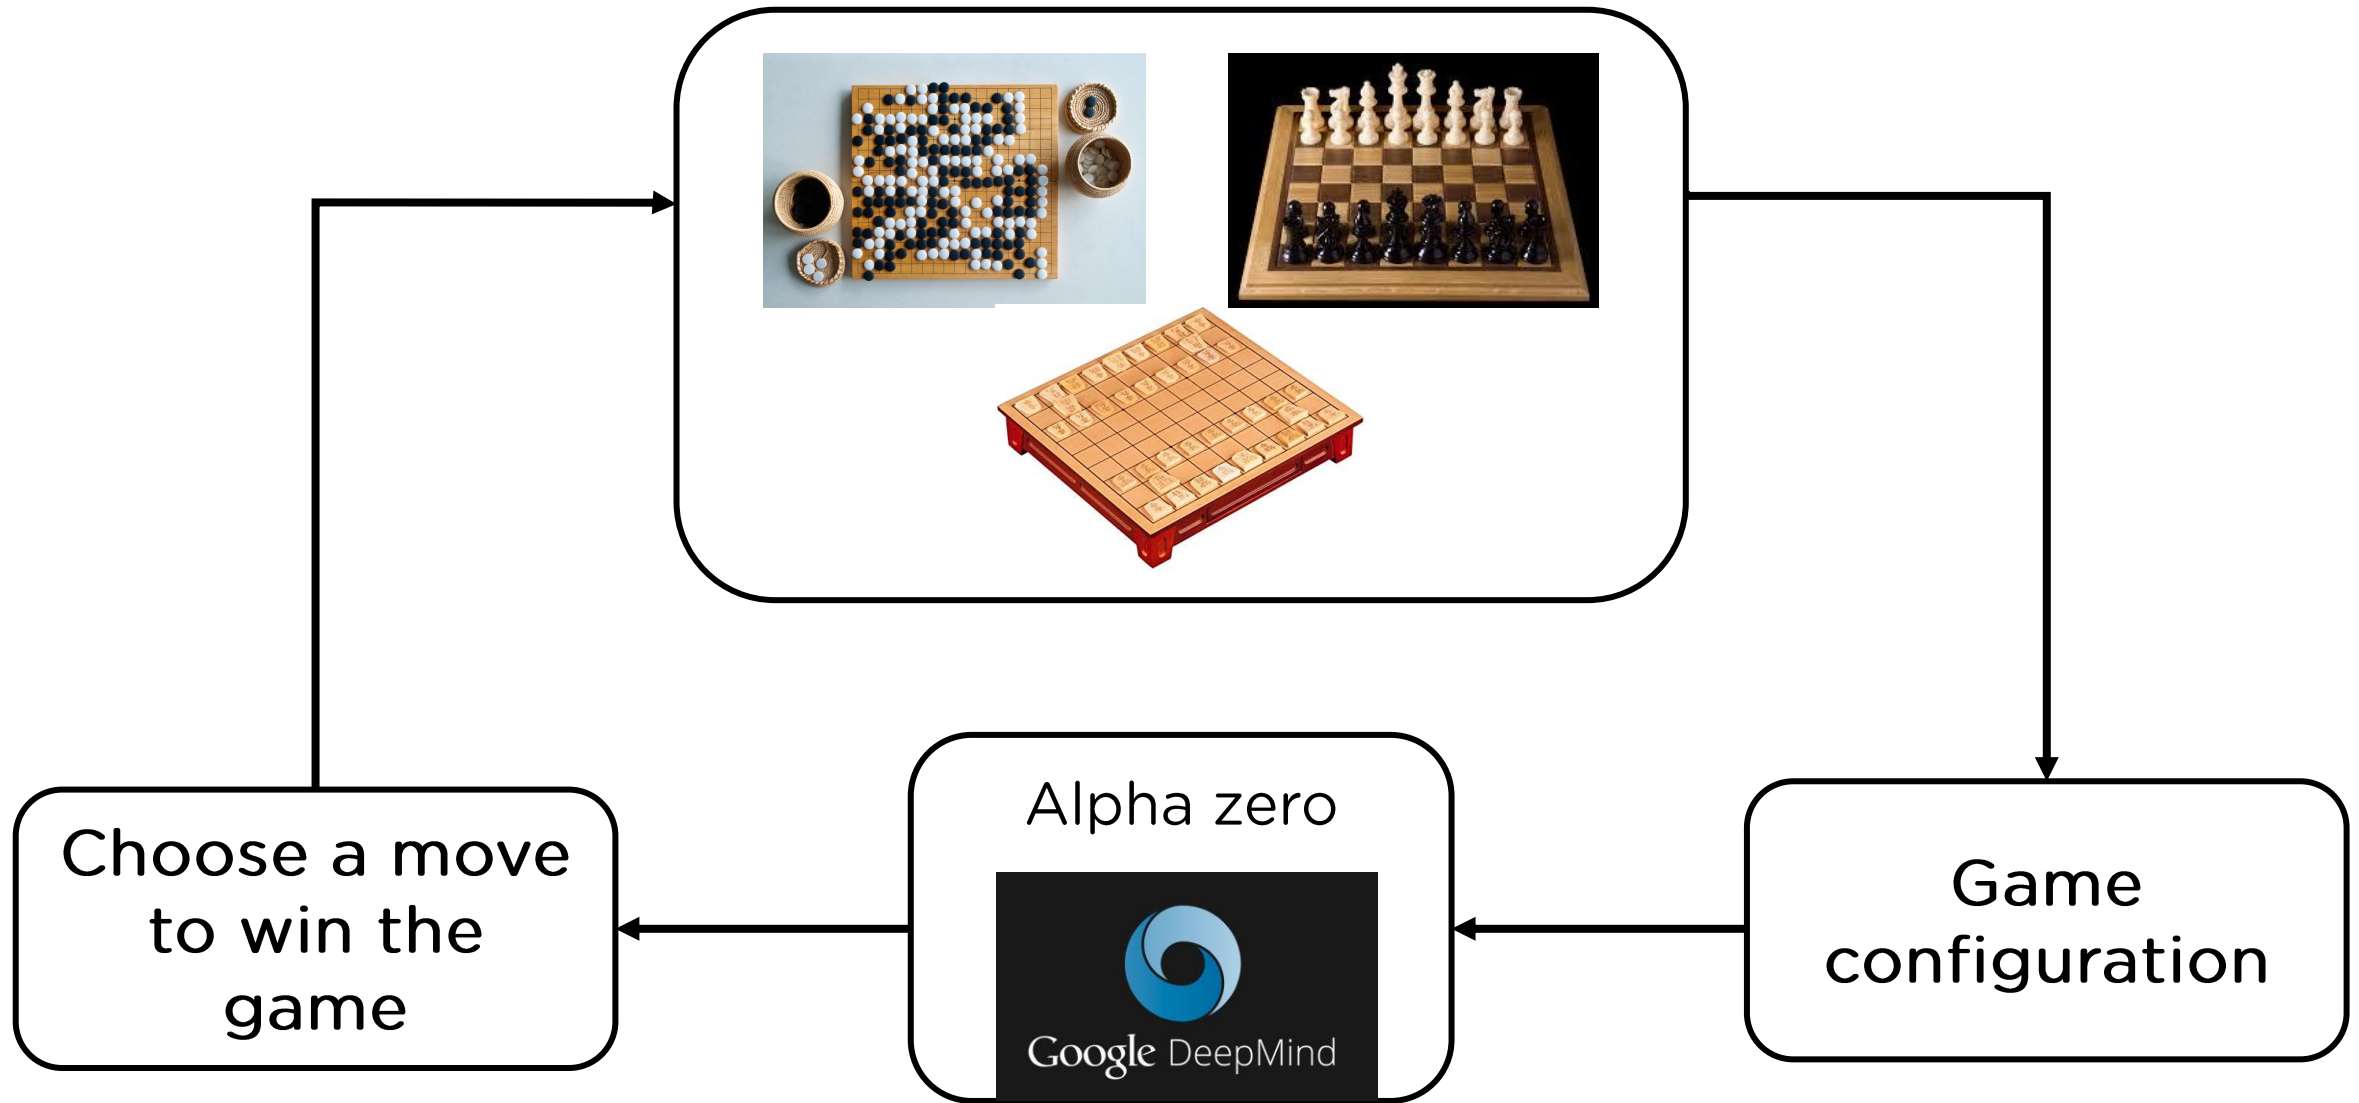 Alpha zero
Google DeepMind
Choose a move
to win the
game
Game
configuration